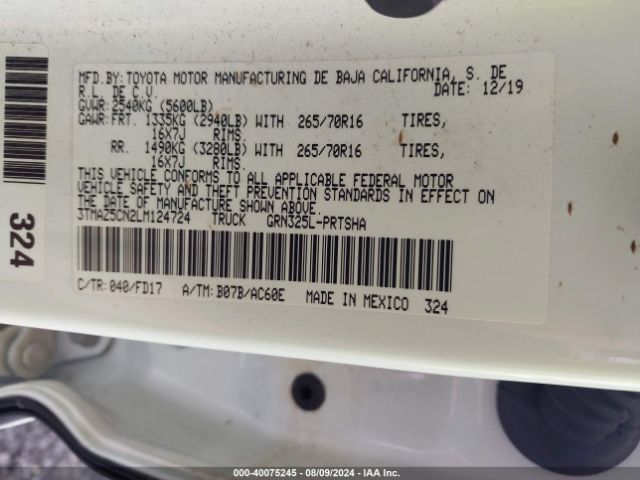 MFD.BY:TOYOTA MOTOR MANUFACTURING DE BAJA CALIFORNIA, S. DE
R.L. DE C.V. DATE: 12/19
GVWR:2540KG (5600LB)
GAWR:FRT. 1335KG (2940LB) WITH 265/70R16 TIRES,
16X7J RIMS
RR. 1490KG (3280LB) WITH 265/70R16 TIRES,
16X7J RIMS.
THIS VEHICLE CONFORMS TO ALL APPLICABLE FEDERAL MOTOR
VEHICLE SAFETY AND THEFT PREVENTION STANDARDS IN EFFECT ON
THE DATE OF MANUFACTURE SHOWN ABOVE.
3TMAZ5CN2LM124724 TRUCK GRN325L-PRTSHA
C/TR:040/FD17 A/TM:B07B/AC60E MADE IN MEXICO 324
324
000-40075245 - 08/09/2024 - IAA Inc.